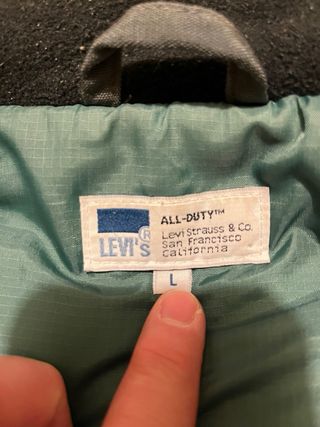 LEVI'S ®
ALL-DUTY™
Levi Strauss & Co.
San Francisco
California
L